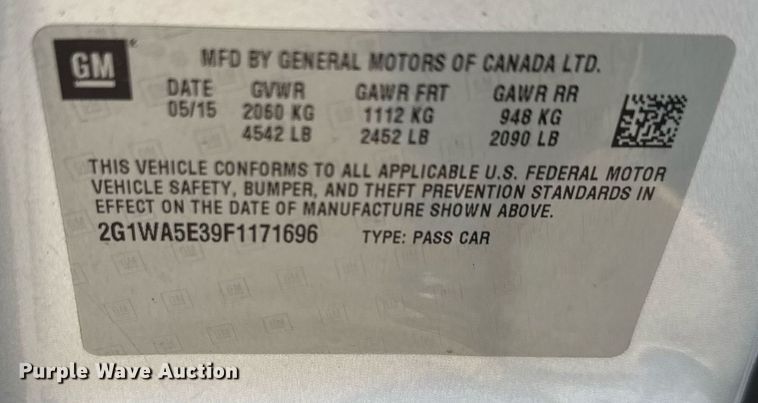 GM
MFD BY GENERAL MOTORS OF CANADA LTD.
DATE GVWR GAWR FRT GAWR RR
05/15 2060 KG 1112 KG 948 KG
4542 LB 2452 LB 2090 LB
THIS VEHICLE CONFORMS TO ALL APPLICABLE U.S. FEDERAL MOTOR
VEHICLE SAFETY, BUMPER, AND THEFT PREVENTION STANDARDS IN
EFFECT ON THE DATE OF MANUFACTURE SHOWN ABOVE.
2G1WA5E39F1171696 TYPE: PASS CAR
Purple Wave Auction